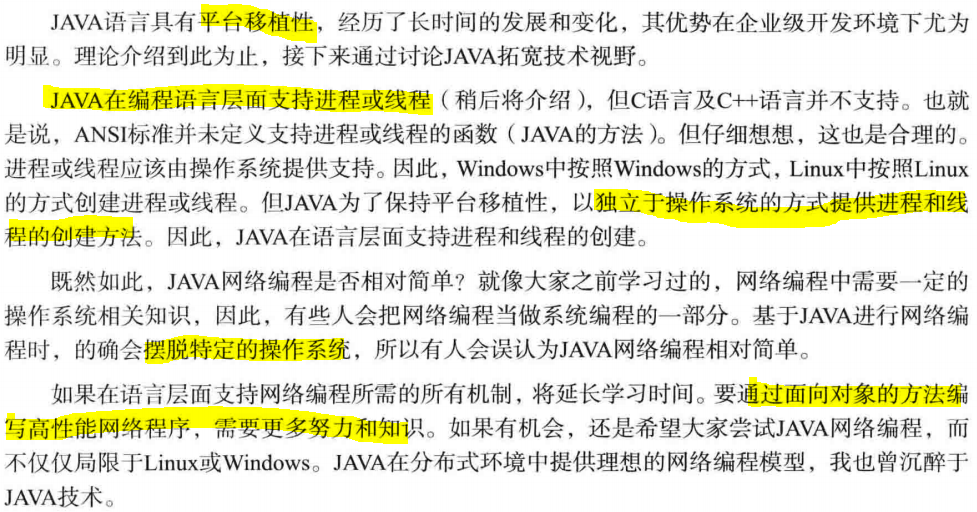 JAVA语言具有平台移植性，经历了长时间的发展和变化，其优势在企业级开发环境下尤为
明显。理论介绍到此为止，接下来通过讨论JAVA拓宽技术视野。
JAVA在编程语言层面支持进程或线程（稍后将介绍），但C语言及C++语言并不支持。也就
是说，ANSI标准并未定义支持进程或线程的函数（JAVA的方法）。但仔细想想，这也是合理的。
进程或线程应该由操作系统提供支持。因此，Windows中按照Windows的方式，Linux中按照Linux
的方式创建进程或线程。但JAVA为了保持平台移植性，以独立于操作系统的方式提供进程和线
程的创建方法。因此，JAVA在语言层面支持进程和线程的创建。
既然如此，JAVA网络编程是否相对简单？就像大家之前学习过的，网络编程中需要一定的
操作系统相关知识，因此，有些人会把网络编程当做系统编程的一部分。基于JAVA进行网络编
程时，的确会摆脱特定的操作系统，所以有人会误认为JAVA网络编程相对简单。
如果在语言层面支持网络编程所需的所有机制，将延长学习时间。要通过面向对象的方法编
写高性能网络程序，需要更多努力和知识。如果有机会，还是希望大家尝试JAVA网络编程，而
不仅仅局限于Linux或Windows。JAVA在分布式环境中提供理想的网络编程模型，我也曾沉醉于
JAVA技术。